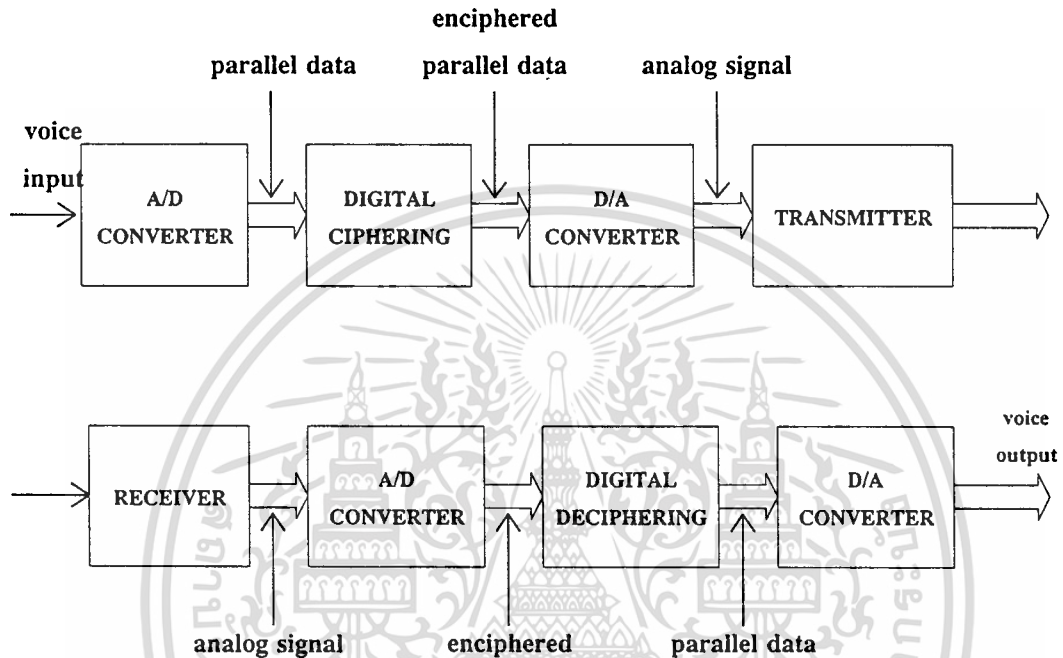 enciphered
parallel data parallel data analog signal
voice
input
A/D
CONVERTER
DIGITAL
CIPHERING
D/A
CONVERTER
TRANSMITTER
voice
output
RECEIVER
A/D
CONVERTER
DIGITAL
DECIPHERING
D/A
CONVERTER
analog signal enciphered parallel data